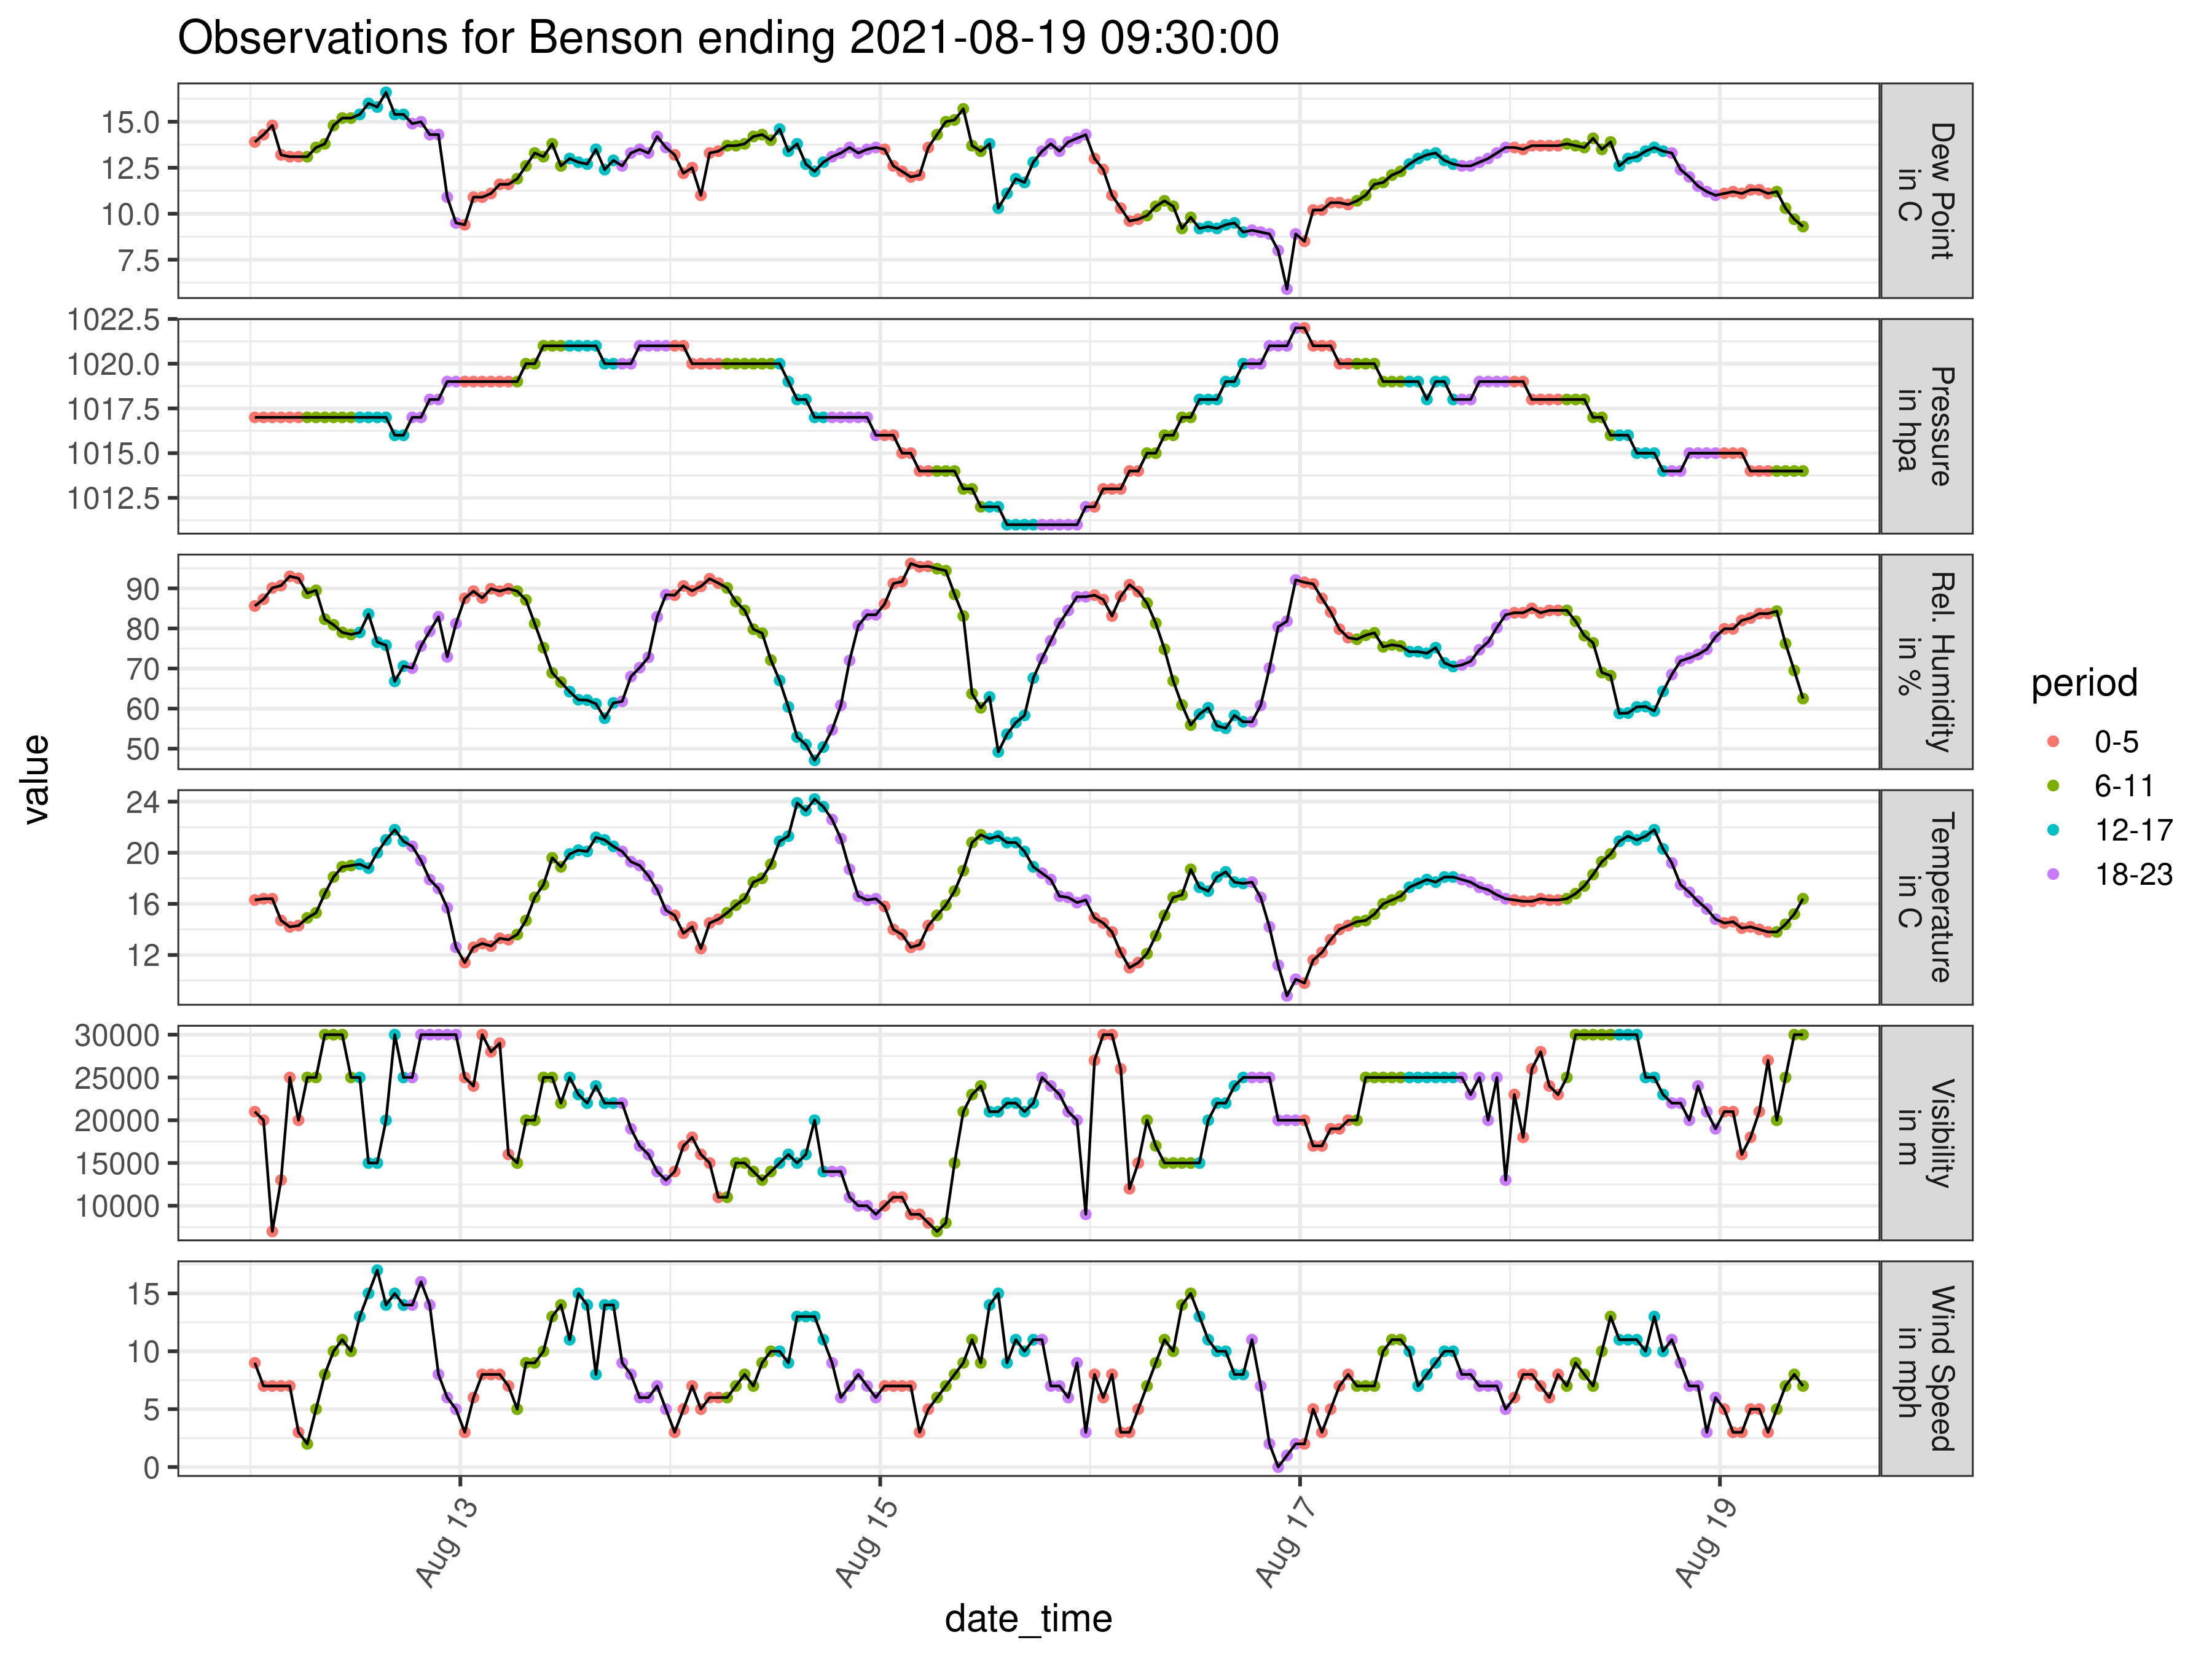 Observations for Benson ending 2021-08-19 09:30:00
15.0
12.5
10.0
7.5
Dew Point
in C
1022.5
1020.0
1017.5
1015.0
1012.5
Pressure
in hpa
90
80
70
60
50
Rel. Humidity
in %
24
20
16
12
Temperature
in C
30000
25000
20000
15000
10000
Visibility
in m
15
10
5
0
Wind Speed
in mph
value
Aug 13
Aug 15
Aug 17
Aug 19
date_time
period
0-5
6-11
12-17
18-23